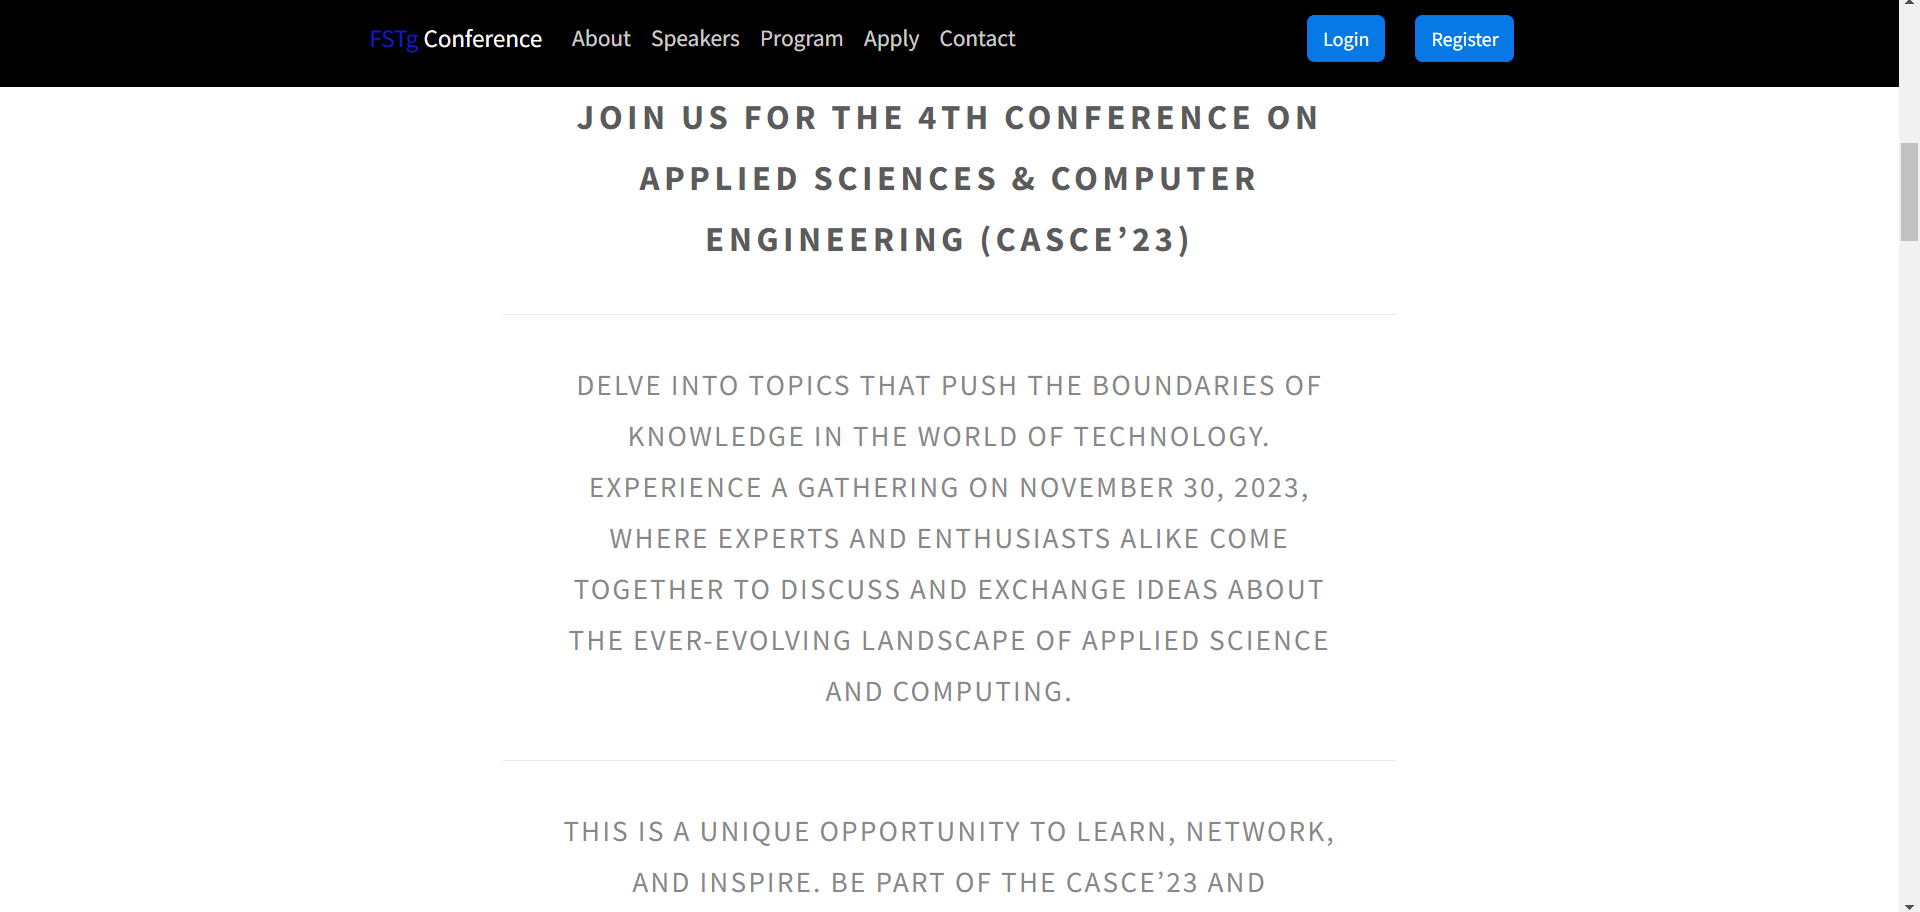 FSTg Conference About Speakers Program Apply Contact Login Register
JOIN US FOR THE 4TH CONFERENCE ON
APPLIED SCIENCES & COMPUTER
ENGINEERING (CASCE’23)
DELVE INTO TOPICS THAT PUSH THE BOUNDARIES OF
KNOWLEDGE IN THE WORLD OF TECHNOLOGY.
EXPERIENCE A GATHERING ON NOVEMBER 30, 2023,
WHERE EXPERTS AND ENTHUSIASTS ALIKE COME
TOGETHER TO DISCUSS AND EXCHANGE IDEAS ABOUT
THE EVER-EVOLVING LANDSCAPE OF APPLIED SCIENCE
AND COMPUTING.
THIS IS A UNIQUE OPPORTUNITY TO LEARN, NETWORK,
AND INSPIRE. BE PART OF THE CASCE’23 AND